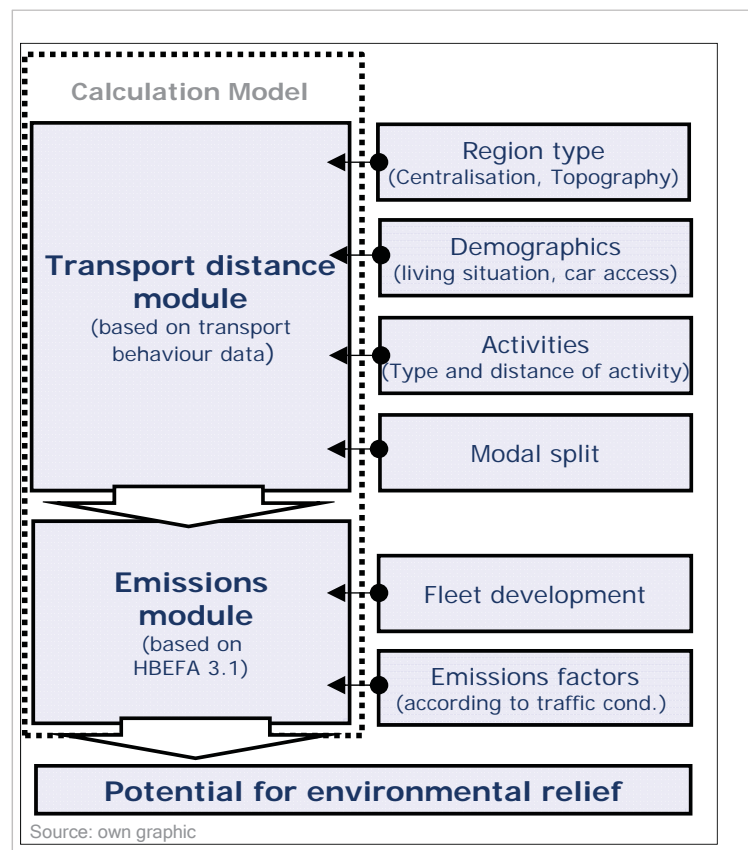 Calculation Model
Region type
(Centralisation, Topography)
Demographics
(living situation, car access)
Transport distance
module
(based on transport
behaviour data)
Activities
(Type and distance of activity)
Modal split
Emissions
module
(based on
HBEFA 3.1)
Fleet development
Emissions factors
(according to traffic cond.)
Potential for environmental relief
Source: own graphic